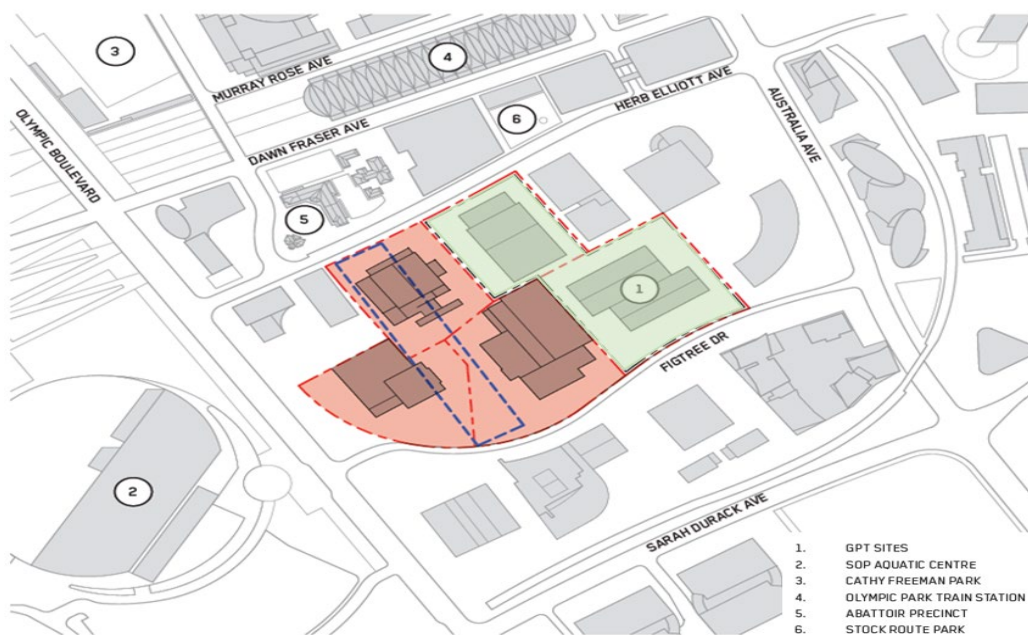 3
4
MURRAY ROSE AVE
HERB ELLIOTT AVE
6
OLYMPIC BOULEVARD
DAWN FRASER AVE
AUSTRALIA AVE
5
1
FIGTREE DR
2
SARAH DURACK AVE
1. GPT SITES
2. SOP AQUATIC CENTRE
3. CATHY FREEMAN PARK
4. OLYMPIC PARK TRAIN STATION
5. ABATTOIR PRECINCT
6. STOCK ROUTE PARK